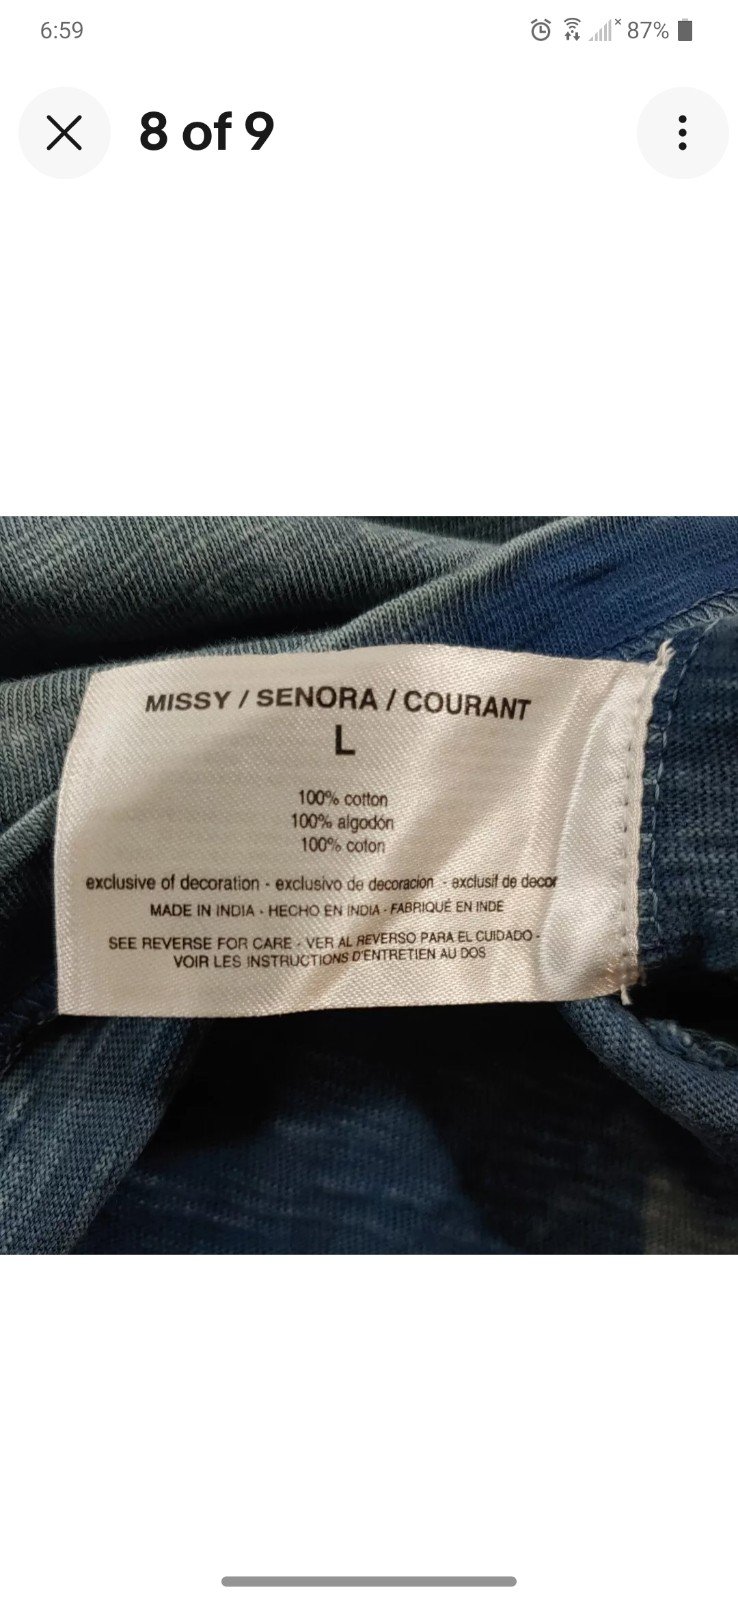 6:59
87%
8 of 9
MISSY / SENORA / COURANT
L
100% cotton
100% algodón
100% coton
exclusive of decoration - exclusivo de decoracion - exclusif de decor
MADE IN INDIA - HECHO EN INDIA - FABRIQUÉ EN INDE
SEE REVERSE FOR CARE - VER AL REVERSO PARA EL CUIDADO -
VOIR LES INSTRUCTIONS D'ENTRETIEN AU DOS